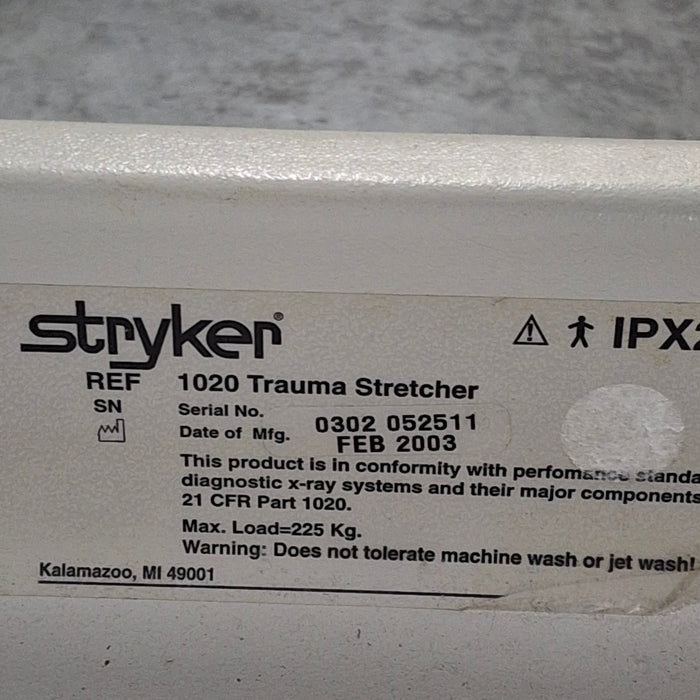 stryker®
IPX2
REF 1020 Trauma Stretcher
SN Serial No. 0302 052511
Date of Mfg. FEB 2003
This product is in conformity with perfomance standa
diagnostic x-ray systems and their major components
21 CFR Part 1020.
Max. Load=225 Kg.
Warning: Does not tolerate machine wash or jet wash!
Kalamazoo, MI 49001